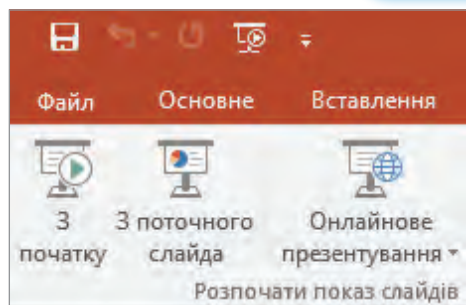 Файл Основне Вставлення
З початку
З поточного слайда
Онлайнове презентування
Розпочати показ слайдів